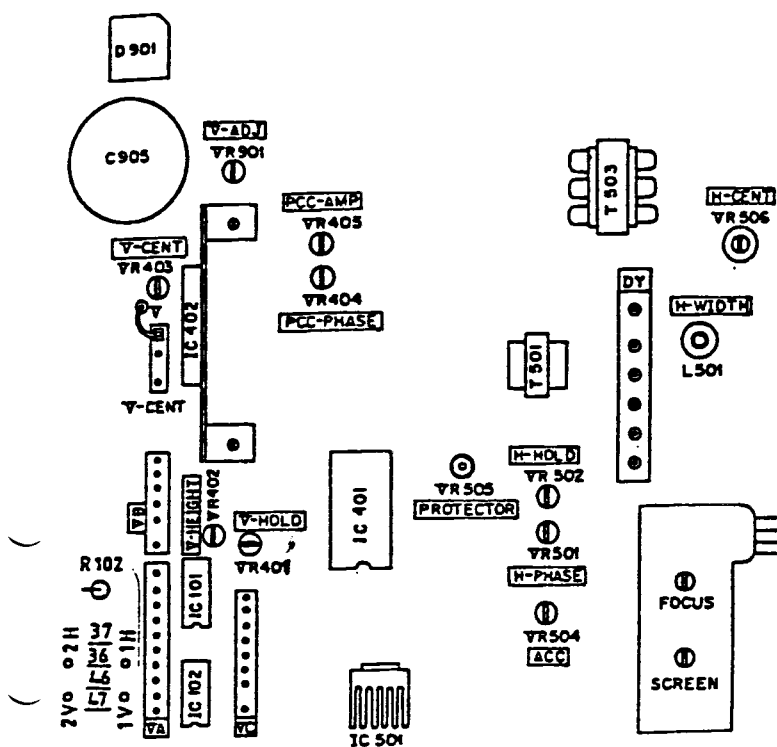 D901
C905
V-ADJ
VR901
PCC-AMP
VR405
VR404
PCC-PHASE
V-CENT
VR403
V
IC402
V-CENT
T503
H-CENT
VR506
DY
H-WIDTH
L501
T501
H-HOLD
VR502
VR505
PROTECTOR
VR501
H-PHASE
VR504
ACC
IC401
VB
V-HEIGHT
VR402
V-HOLD
VR401
R102
IC101
IC102
2H
37
36
L6
L7
1H
2V
1V
VA
VC
IC501
FOCUS
SCREEN